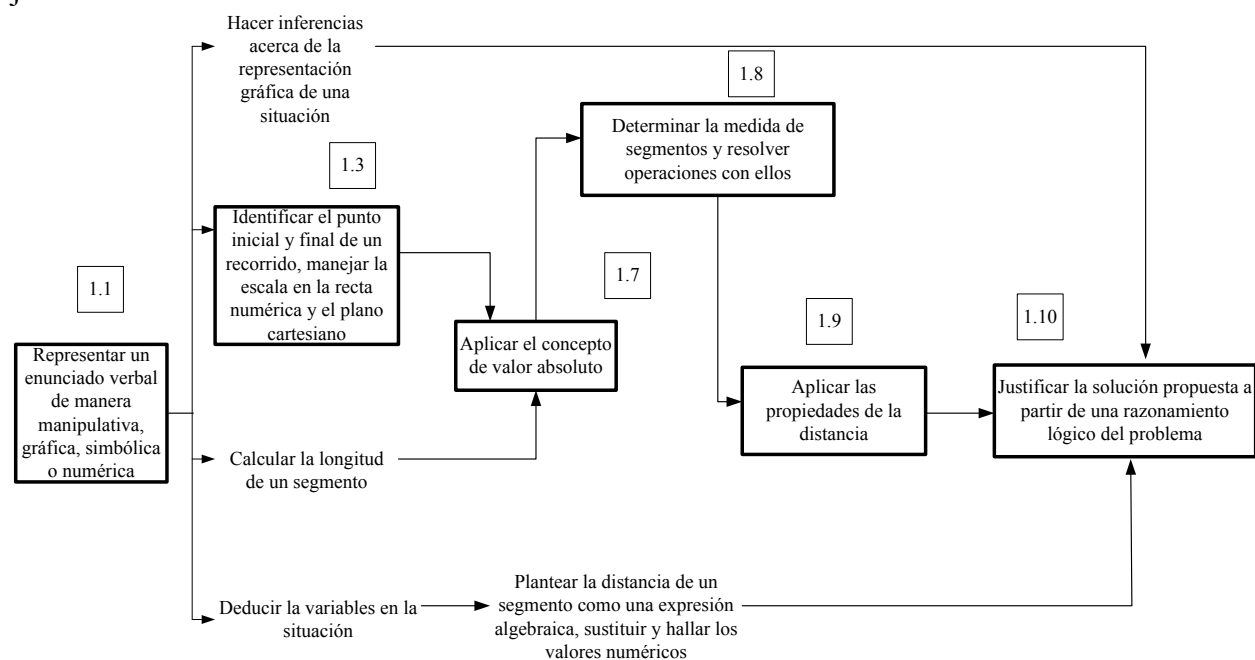 Hacer inferencias
acerca de la
representación
gráfica de una
situación
1.8
Determinar la medida de
segmentos y resolver
operaciones con ellos
1.3
Identificar el punto
inicial y final de un
recorrido, manejar la
escala en la recta
numérica y el plano
cartesiano
1.7
1.1
Aplicar el concepto
de valor absoluto
1.9
1.10
Representar un
enunciado verbal
de manera
manipulativa,
gráfica, simbólica
o numérica
Aplicar las
propiedades de la
distancia
Justificar la solución propuesta a
partir de una razonamiento
lógico del problema
Calcular la longitud
de un segmento
Deducir la variables en la
situación
Plantear la distancia de un
segmento como una expresión
algebraica, sustituir y hallar los
valores numéricos